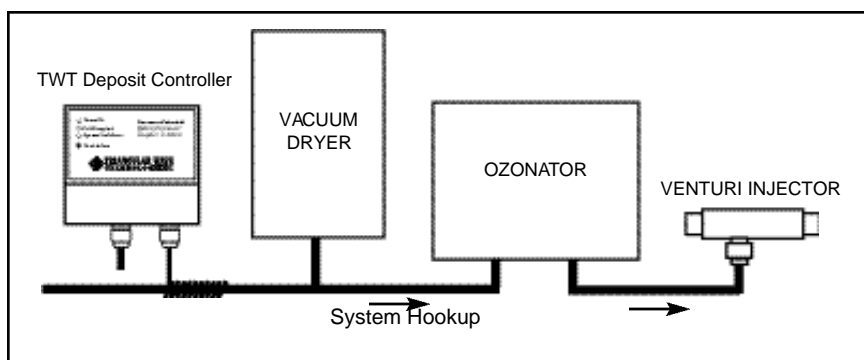 TWT Deposit Controller
VACUUM
DRYER
OZONATOR
VENTURI INJECTOR
System Hookup